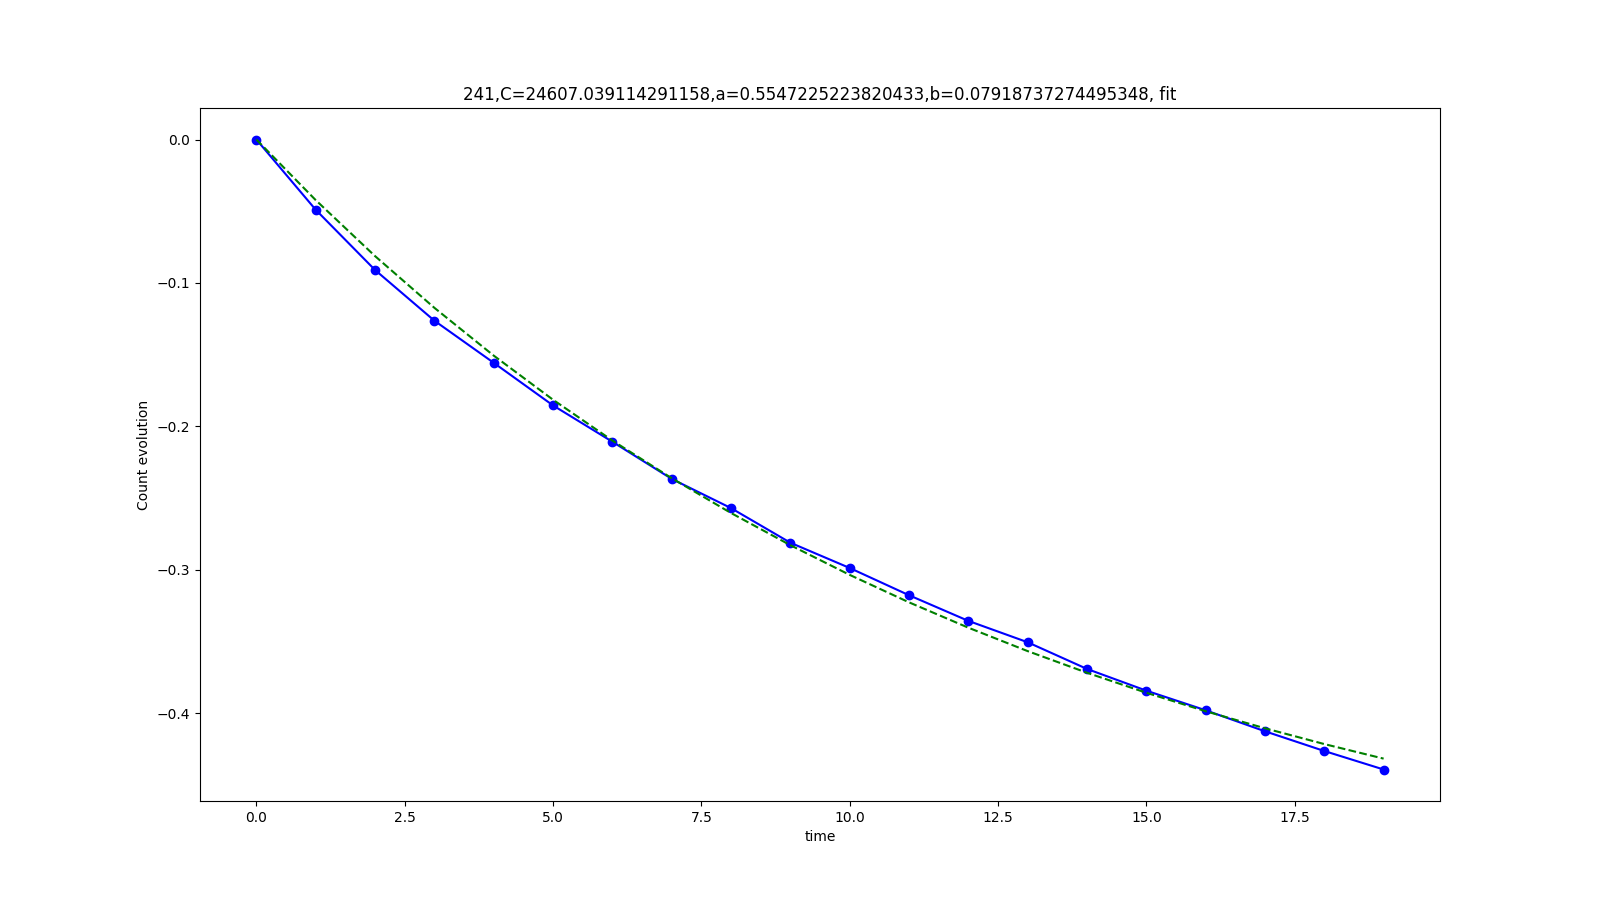 241,C=24607.039114291158,a=0.5547225223820433,b=0.07918737274495348, fit
0.0
−0.1
−0.2
−0.3
−0.4
Count evolution
0.0 2.5 5.0 7.5 10.0 12.5 15.0 17.5
time